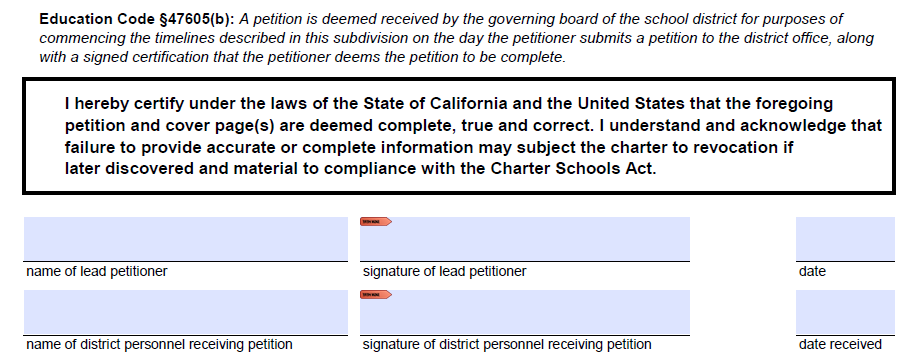 Education Code §47605(b): A petition is deemed received by the governing board of the school district for purposes of
commencing the timelines described in this subdivision on the day the petitioner submits a petition to the district office, along
with a signed certification that the petitioner deems the petition to be complete.
I hereby certify under the laws of the State of California and the United States that the foregoing
petition and cover page(s) are deemed complete, true and correct. I understand and acknowledge that
failure to provide accurate or complete information may subject the charter to revocation if
later discovered and material to compliance with the Charter Schools Act.
name of lead petitioner signature of lead petitioner date
name of district personnel receiving petition signature of district personnel receiving petition date received